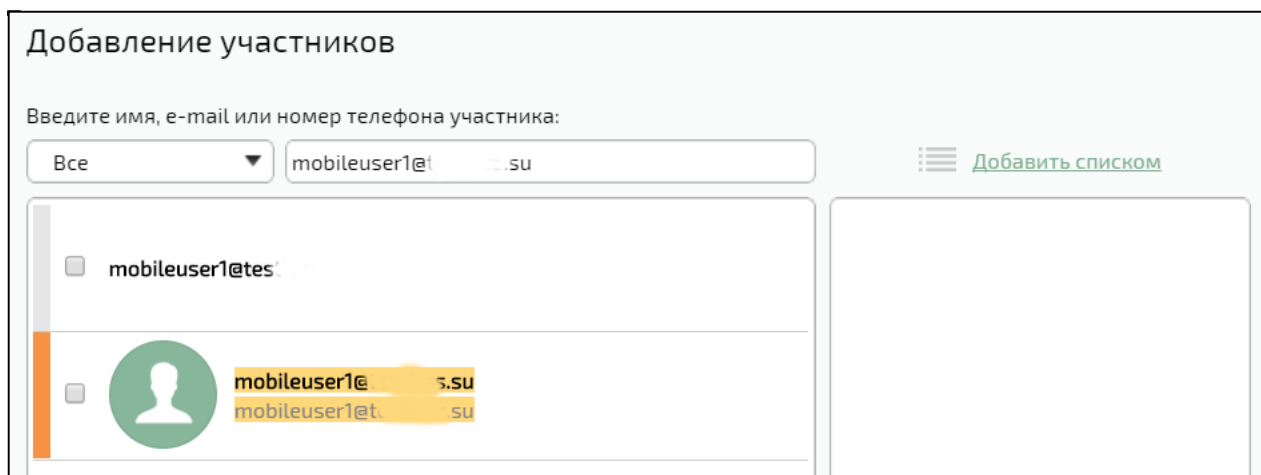 Добавление участников
Введите имя, e-mail или номер телефона участника:
Все
mobileuser1@t .su
Добавить списком
mobileuser1@tes
mobileuser1@ s.su
mobileuser1@t su